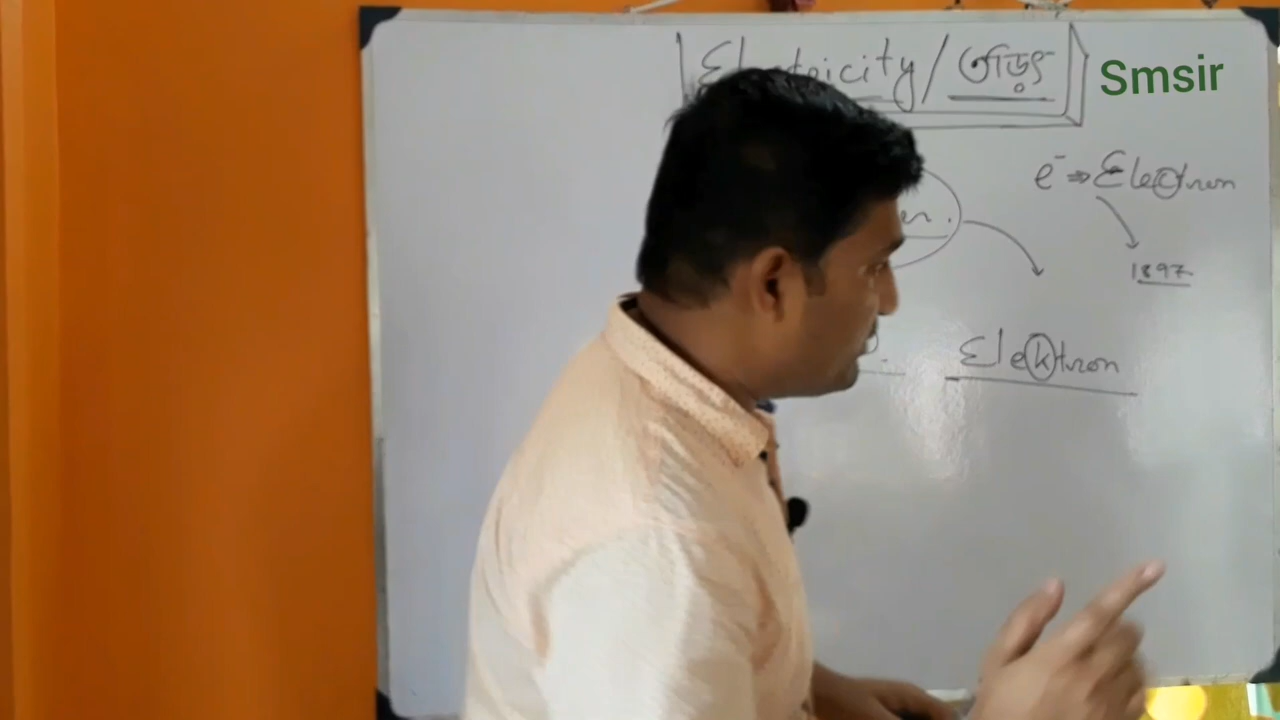 Electricity / তড়িৎ
Smsir
e⁻ ⇒ Electron
1897
Elektron